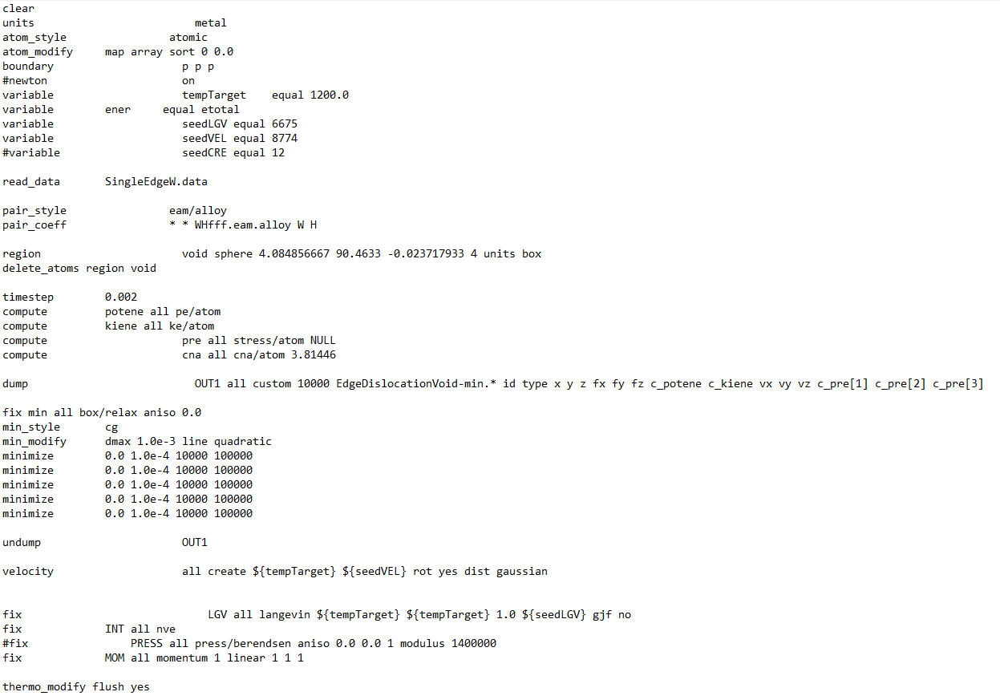 clear
units metal
atom_style atomic
atom_modify map array sort 0 0.0
boundary p p p
#newton on
variable tempTarget equal 1200.0
variable ener equal etotal
variable seedLGV equal 6675
variable seedVEL equal 8774
#variable seedCRE equal 12
read_data SingleEdgeW.data
pair_style eam/alloy
pair_coeff * * WHfff.eam.alloy W H
region void sphere 4.084856667 90.4633 -0.023717933 4 units box
delete_atoms region void
timestep 0.002
compute potene all pe/atom
compute kiene all ke/atom
compute pre all stress/atom NULL
compute cna all cna/atom 3.81446
dump OUT1 all custom 10000 EdgeDislocationVoid-min.* id type x y z fx fy fz c_potene c_kiene vx vy vz c_pre[1] c_pre[2] c_pre[3]
fix min all box/relax aniso 0.0
min_style cg
min_modify dmax 1.0e-3 line quadratic
minimize 0.0 1.0e-4 10000 100000
minimize 0.0 1.0e-4 10000 100000
minimize 0.0 1.0e-4 10000 100000
minimize 0.0 1.0e-4 10000 100000
minimize 0.0 1.0e-4 10000 100000
undump OUT1
velocity all create ${tempTarget} ${seedVEL} rot yes dist gaussian
fix LGV all langevin ${tempTarget} ${tempTarget} 1.0 ${seedLGV} gjf no
fix INT all nve
#fix PRESS all press/berendsen aniso 0.0 0.0 1 modulus 1400000
fix MOM all momentum 1 linear 1 1 1
thermo_modify flush yes